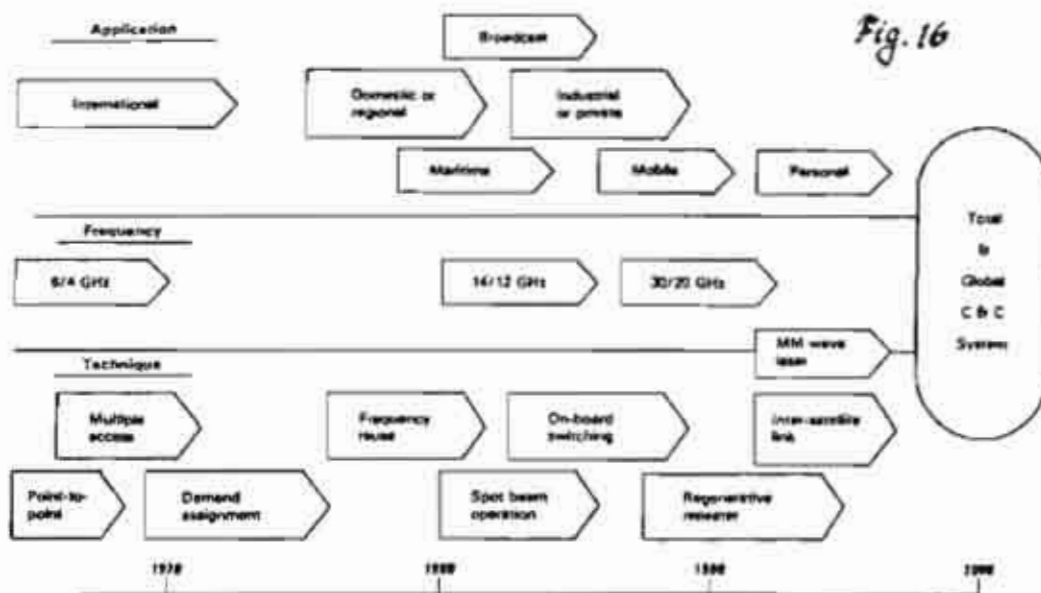 Fig. 16
Application
Broadcast
International
Domestic or
regional
Industrial
or private
Maritime
Mobile
Personal
Frequency
6/4 GHz
14/12 GHz
30/20 GHz
MM wave
laser
Total
&
Global
C & C
System
Technique
Multiple
access
Frequency
reuse
On-board
switching
Inter-satellite
link
Point-to-
point
Demand
assignment
Spot beam
operation
Regenerative
repeater
1970
1980
1990
2000